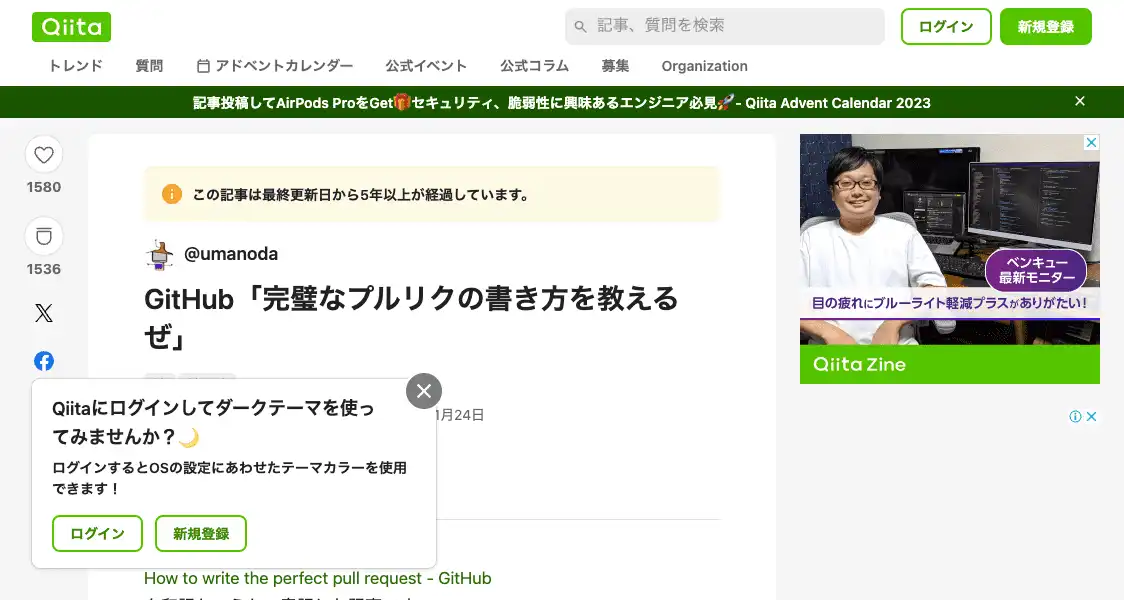 Qiita
記事、質問を検索
ログイン
新規登録
トレンド
質問
アドベントカレンダー
公式イベント
公式コラム
募集
Organization
記事投稿してAirPods ProをGet🎁セキュリティ、脆弱性に興味あるエンジニア必見🚀 - Qiita Advent Calendar 2023
1580
1536
この記事は最終更新日から5年以上が経過しています。
@umanoda
GitHub「完璧なプルリクの書き方を教える
ぜ」
月24日
Qiitaにログインしてダークテーマを使っ
てみませんか？🌙
ログインするとOSの設定にあわせたテーマカラーを使用
できます！
ログイン
新規登録
How to write the perfect pull request - GitHub
ベンキュー
最新モニター
目の疲れにブルーライト軽減プラスがありがたい！
Qiita Zine